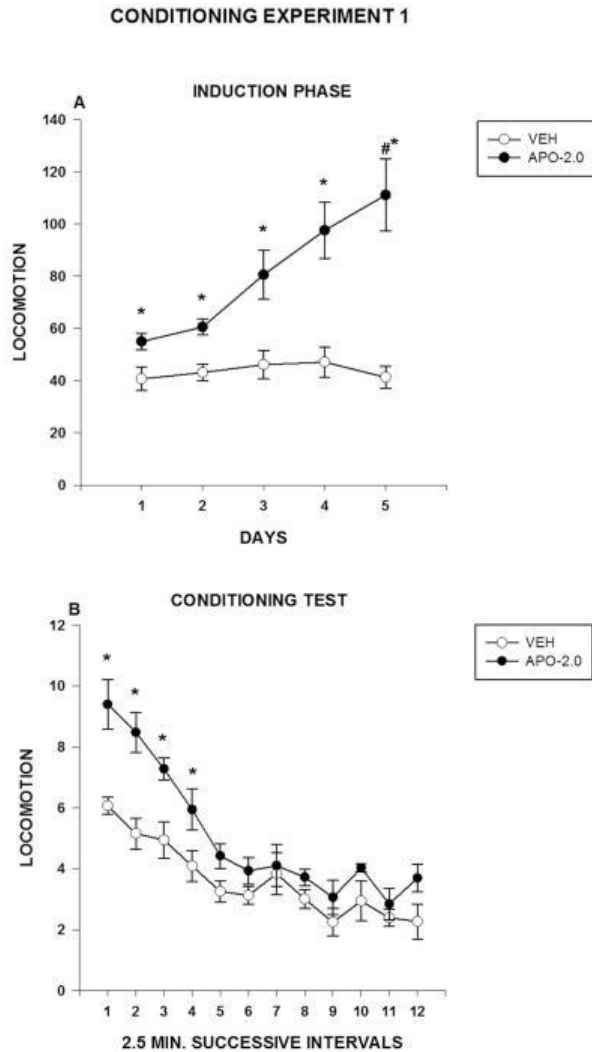 CONDITIONING EXPERIMENT 1
A
INDUCTION PHASE
140
120
100
80
60
40
20
0
LOCOMOTION
*
*
*
*
#*
1 2 3 4 5
DAYS
VEH
APO-2.0
B
CONDITIONING TEST
12
10
8
6
4
2
0
LOCOMOTION
*
*
*
*
1 2 3 4 5 6 7 8 9 10 11 12
2.5 MIN. SUCCESSIVE INTERVALS
VEH
APO-2.0